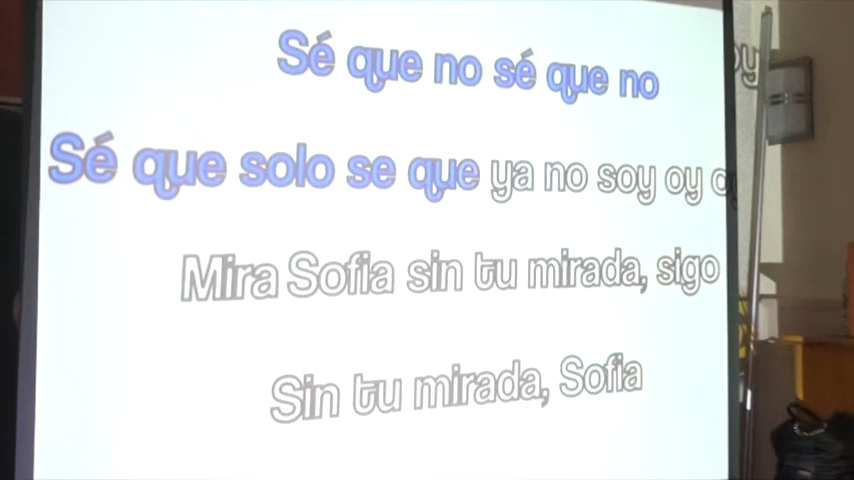 Sé que no sé que no
Sé que solo se que ya no soy oy oy
Mira Sofia sin tu mirada, sigo
Sin tu mirada, Sofia